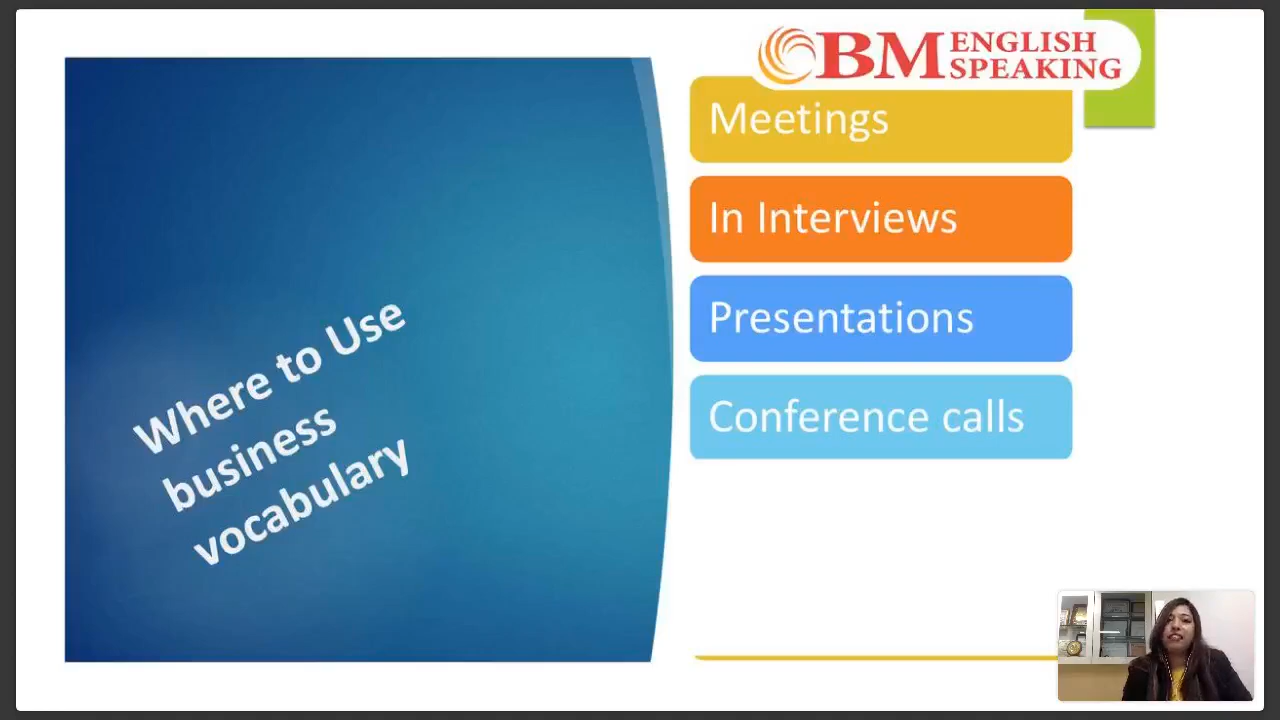 BM ENGLISH
SPEAKING
Meetings
In Interviews
Presentations
Conference calls
Where to Use
business
vocabulary